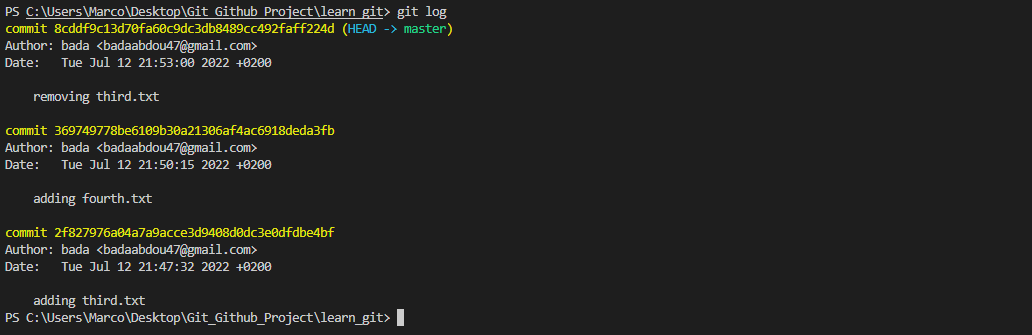 PS C:\Users\Marco\Desktop\Git_Github_Project\learn_git> git log
commit 8cddf9c13d70fa60c9dc3db8489cc492faff224d (HEAD -> master)
Author: bada <badaabdou47@gmail.com>
Date:   Tue Jul 12 21:53:00 2022 +0200
removing third.txt
commit 369749778be6109b30a21306af4ac6918deda3fb
Author: bada <badaabdou47@gmail.com>
Date:   Tue Jul 12 21:50:15 2022 +0200
adding fourth.txt
commit 2f827976a04a7a9acce3d9408d0dc3e0dfdbe4bf
Author: bada <badaabdou47@gmail.com>
Date:   Tue Jul 12 21:47:32 2022 +0200
adding third.txt
PS C:\Users\Marco\Desktop\Git_Github_Project\learn_git>